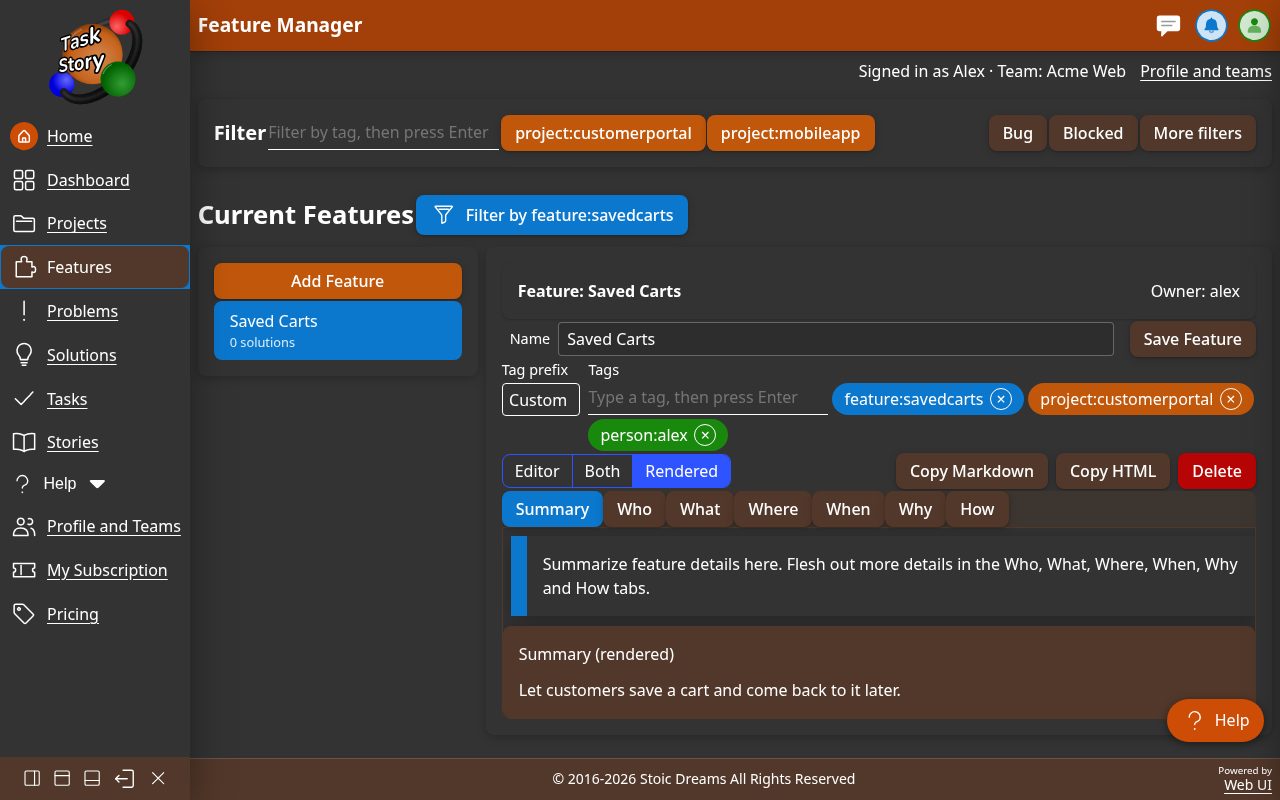 Task
Story
Home
Dashboard
Projects
Features
Problems
Solutions
Tasks
Stories
Help
Profile and Teams
My Subscription
Pricing
Feature Manager
Signed in as Alex · Team: Acme Web Profile and teams
Filter Filter by tag, then press Enter project:customerportal project:mobileapp Bug Blocked More filters
Current Features Filter by feature:savedcarts
Add Feature
Saved Carts
0 solutions
Feature: Saved Carts Owner: alex
Name Saved Carts Save Feature
Tag prefix Tags
Custom Type a tag, then press Enter feature:savedcarts project:customerportal
person:alex
Editor Both Rendered Copy Markdown Copy HTML Delete
Summary Who What Where When Why How
Summarize feature details here. Flesh out more details in the Who, What, Where, When, Why
and How tabs.
Summary (rendered)
Let customers save a cart and come back to it later.
Help
© 2016-2026 Stoic Dreams All Rights Reserved
Powered by
Web UI